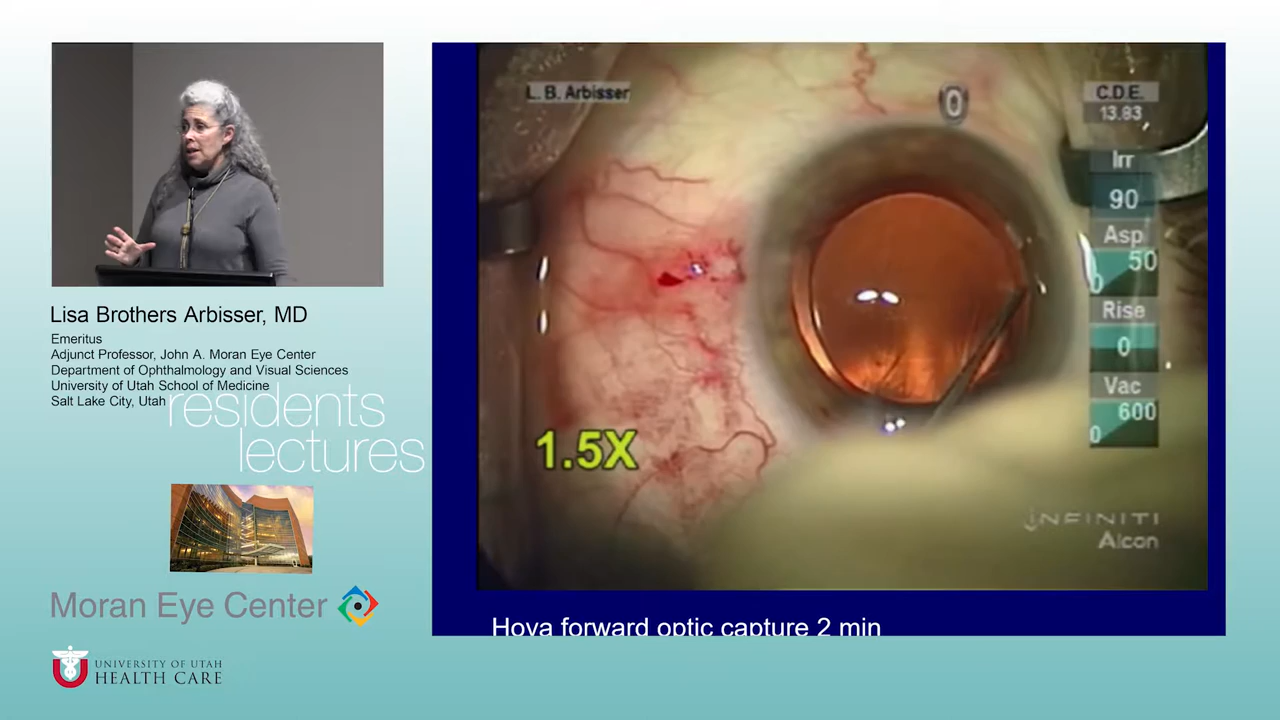 Lisa Brothers Arbisser, MD
Emeritus
Adjunct Professor, John A. Moran Eye Center
Department of Ophthalmology and Visual Sciences
University of Utah School of Medicine
Salt Lake City, Utah
residents
lectures
Moran Eye Center
UNIVERSITY OF UTAH
HEALTH CARE
L. B. Arbisser
0
C.D.E.
13.83
Irr
90
Asp
50
0
Rise
0
Vac
600
0
1.5X
INFINITI
Alcon
Hoya forward optic capture 2 min